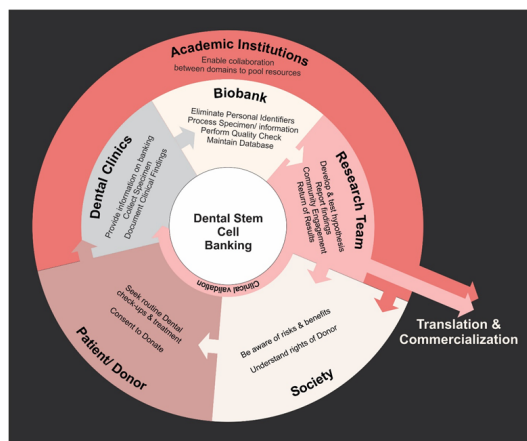 Academic Institutions
Enable collaboration
between domains to pool resources
Biobank
Eliminate Personal Identifiers
Process Specimen/ information
Perform Quality Check
Maintain Database
Dental Clinics
Provide information on banking
Collect Specimen
Document Clinical Findings
Research Team
Develop & test hypothesis
Report findings
Community Engagement
Return of Results
Dental Stem
Cell
Banking
Clinical validation
Seek routine Dental
check-ups & treatment
Consent to Donate
Patient/ Donor
Be aware of risks & benefits
Understand rights of Donor
Society
Translation &
Commercialization